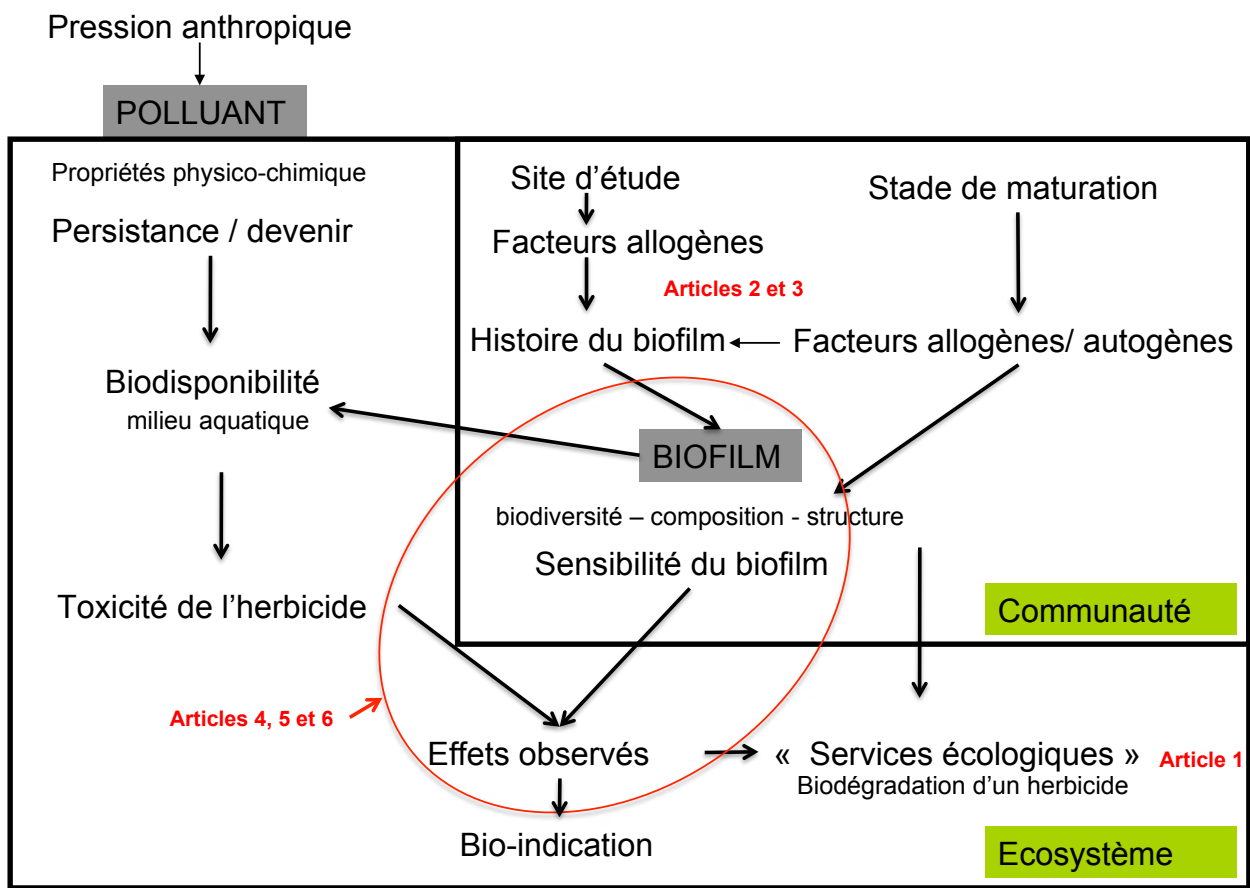 Pression anthropique
POLLUANT
Propriétés physico-chimique
Persistance / devenir
Biodisponibilité
milieu aquatique
Toxicité de l'herbicide
Site d'étude
Facteurs allogènes
Articles 2 et 3
Histoire du biofilm
Stade de maturation
Facteurs allogènes/ autogènes
BIOFILM
biodiversité – composition - structure
Sensibilité du biofilm
Communauté
Articles 4, 5 et 6
Effets observés
« Services écologiques »
Article 1
Biodégradation d'un herbicide
Bio-indication
Ecosystème